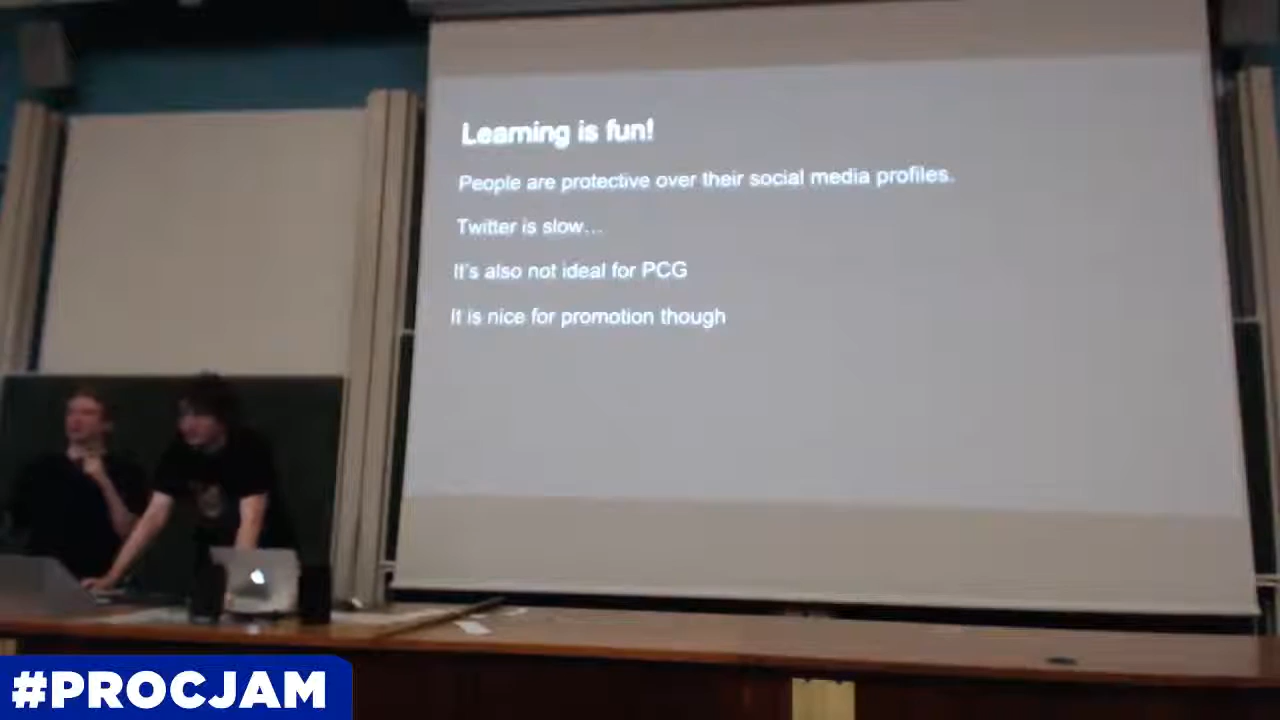 Learning is fun!
People are protective over their social media profiles.
Twitter is slow...
It's also not ideal for PCG
It is nice for promotion though
#PROCJAM